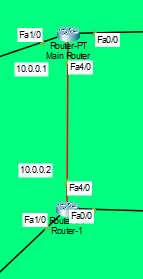 Fa1/0
Router-PT
Fa0/0
Main Router
10.0.0.1
Fa4/0
10.0.0.2
Fa4/0
Fa1/0
Fa0/0
Router-1